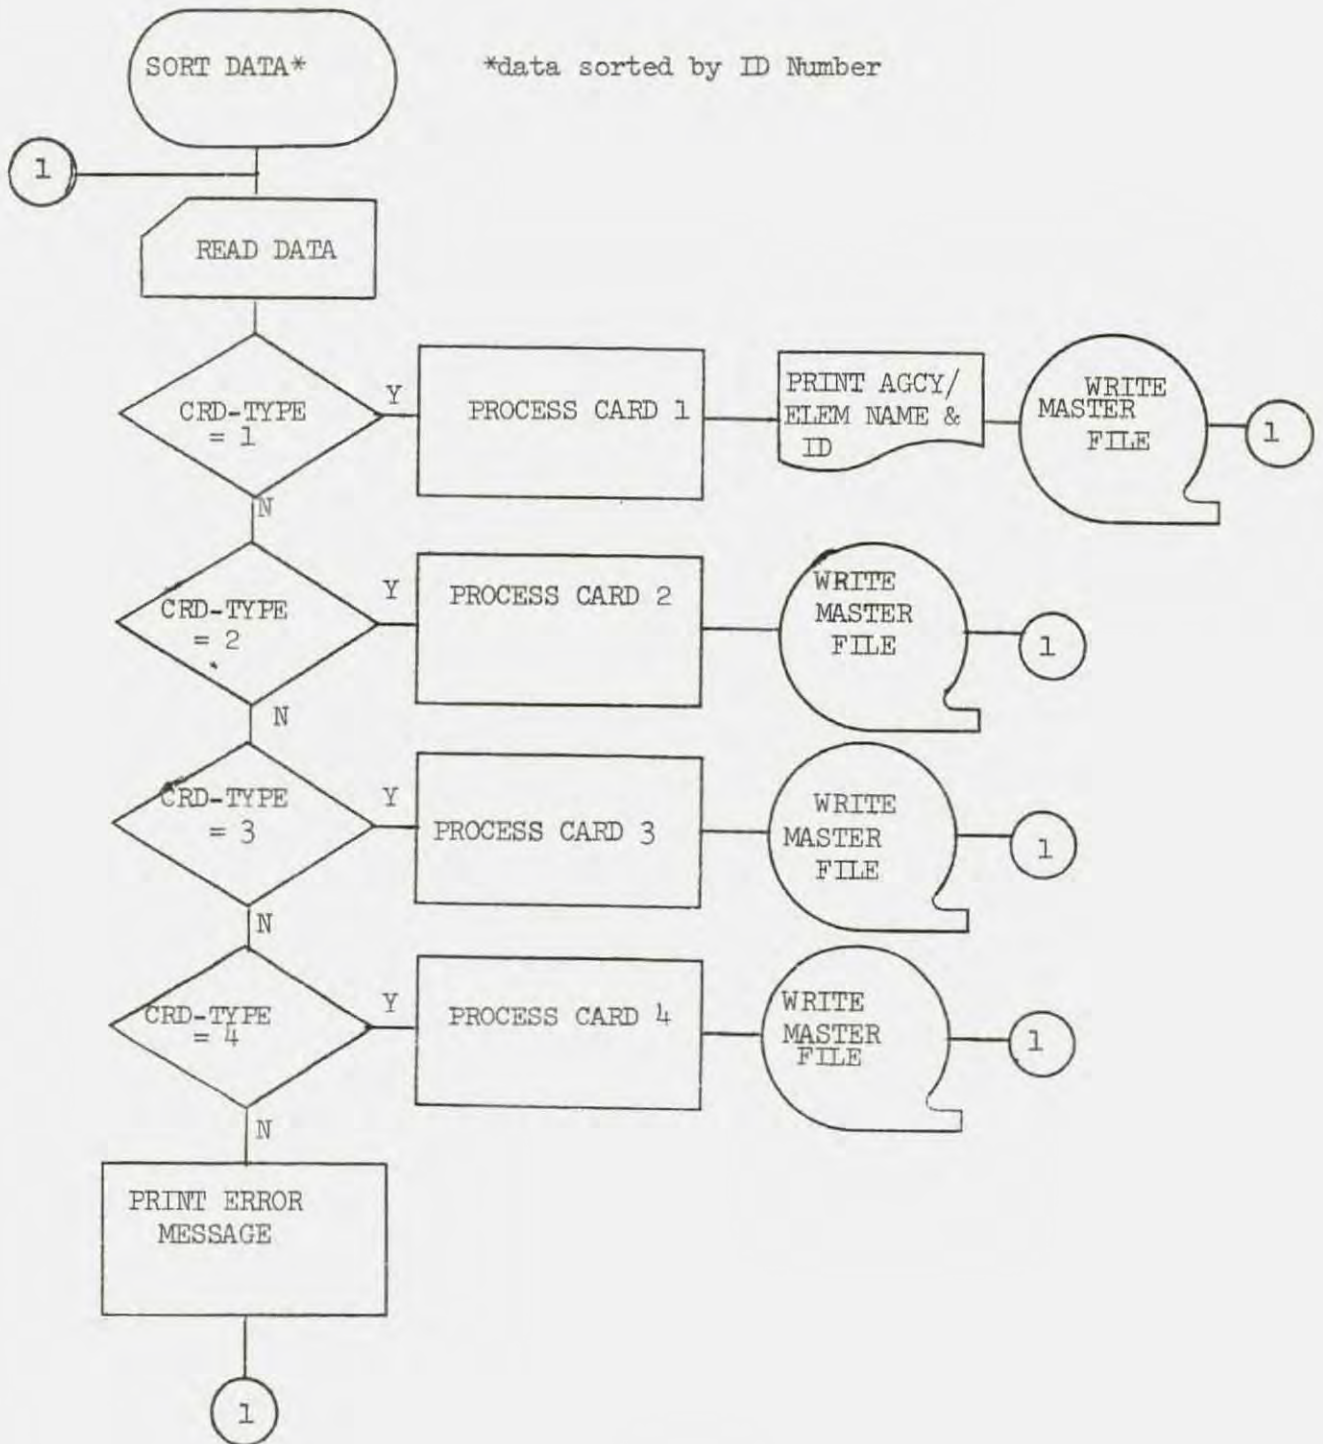 SORT DATA*
*data sorted by ID Number
1
READ DATA
CRD-TYPE
= 1
Y
PROCESS CARD 1
PRINT AGCY/
ELEM NAME &
ID
WRITE
MASTER
FILE
1
N
CRD-TYPE
= 2
Y
PROCESS CARD 2
WRITE
MASTER
FILE
1
N
CRD-TYPE
= 3
Y
PROCESS CARD 3
WRITE
MASTER
FILE
1
N
CRD-TYPE
= 4
Y
PROCESS CARD 4
WRITE
MASTER
FILE
1
N
PRINT ERROR
MESSAGE
1